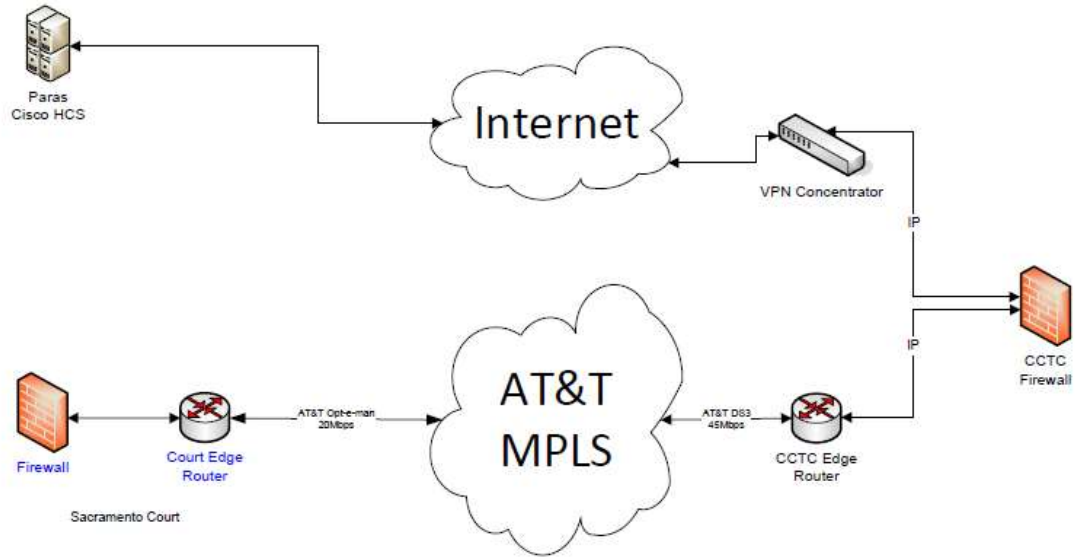 Paras
Cisco HCS
Internet
VPN Concentrator
IP
CCTC
Firewall
IP
AT&T
MPLS
AT&T Opt-e-man
20Mbps
AT&T DS3
45Mbps
Firewall
Court Edge
Router
CCTC Edge
Router
Sacramento Court